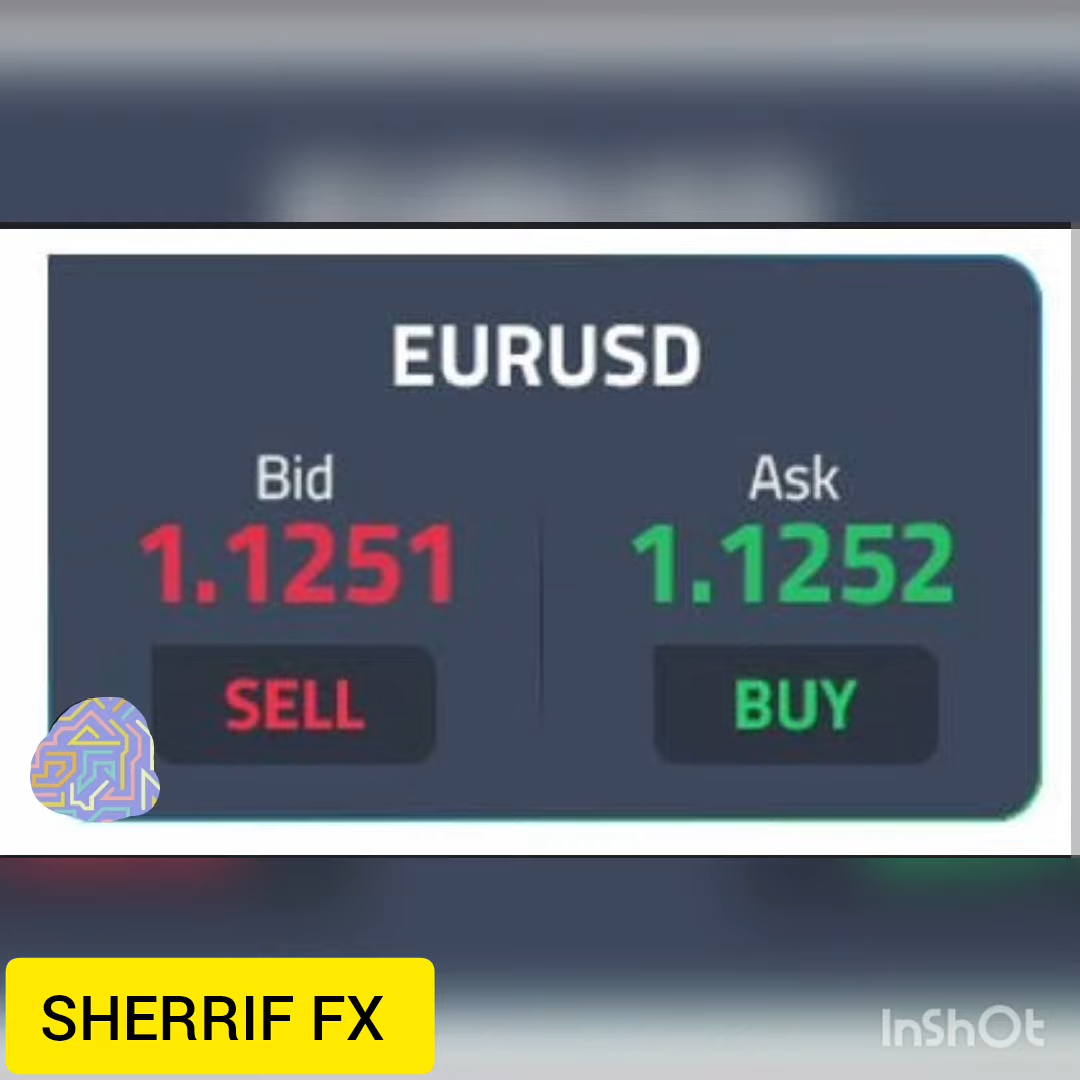 EURUSD
Bid Ask
1.1251 1.1252
SELL BUY
SHERRIF FX
InShOt